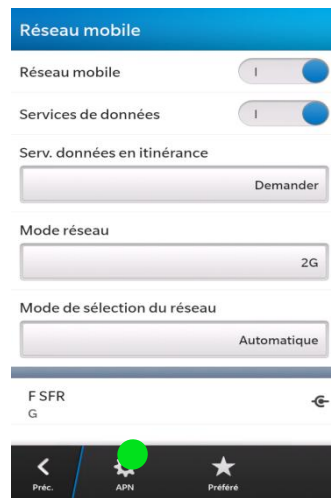 Réseau mobile
Réseau mobile I
Services de données I
Serv. données en itinérance
Demander
Mode réseau
2G
Mode de sélection du réseau
Automatique
F SFR
G
Préc. APN Préféré